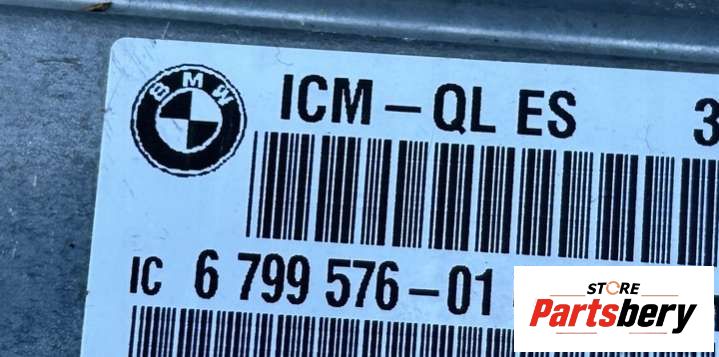 BMW
ICM-QL ES 3
IC 6 799 576-01
STORE
Partsbery